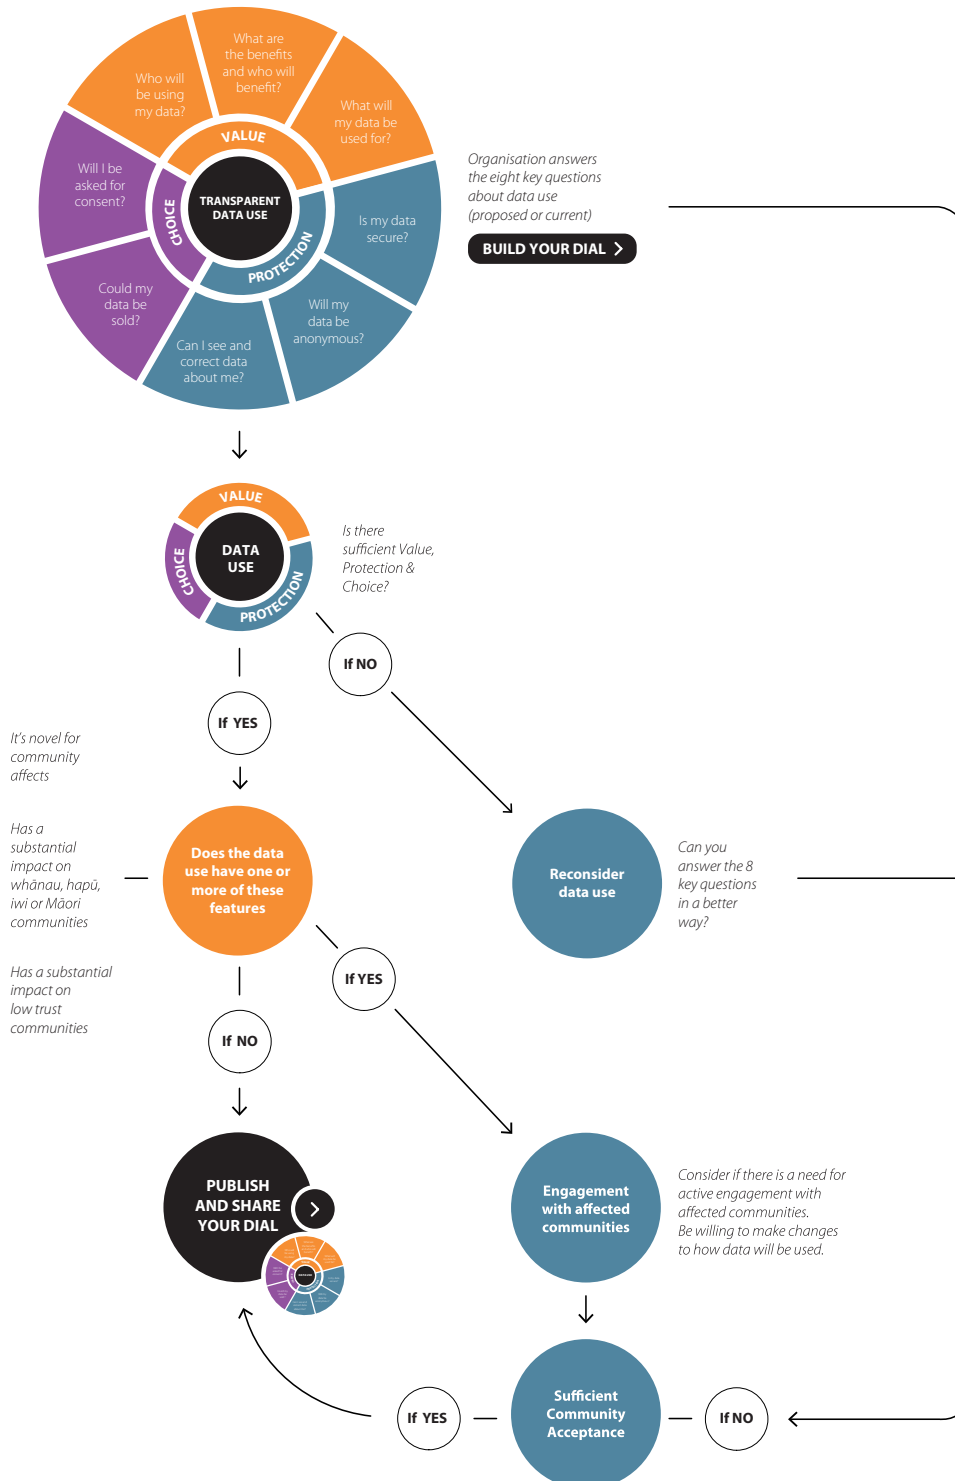 What are
the benefits
and who will
benefit?
Who will
be using
my data?
What will
my data be
used for?
VALUE
Will I be
asked for
consent?
CHOICE
TRANSPARENT
DATA USE
PROTECTION
Is my data
secure?
Could my
data be
sold?
Will my
data be
anonymous?
Can I see and
correct data
about me?
Organisation answers
the eight key questions
about data use
(proposed or current)
BUILD YOUR DIAL
VALUE
CHOICE
DATA
USE
PROTECTION
Is there
sufficient Value,
Protection &
Choice?
If NO
If YES
It's novel for
community
affects
Has a
substantial
impact on
whānau, hapū,
iwi or Māori
communities
Has a substantial
impact on
low trust
communities
Does the data
use have one or
more of these
features
Reconsider
data use
Can you
answer the 8
key questions
in a better
way?
If YES
If NO
PUBLISH
AND SHARE
YOUR DIAL
Engagement
with affected
communities
Consider if there is a need for
active engagement with
affected communities.
Be willing to make changes
to how data will be used.
If YES
Sufficient
Community
Acceptance
If NO